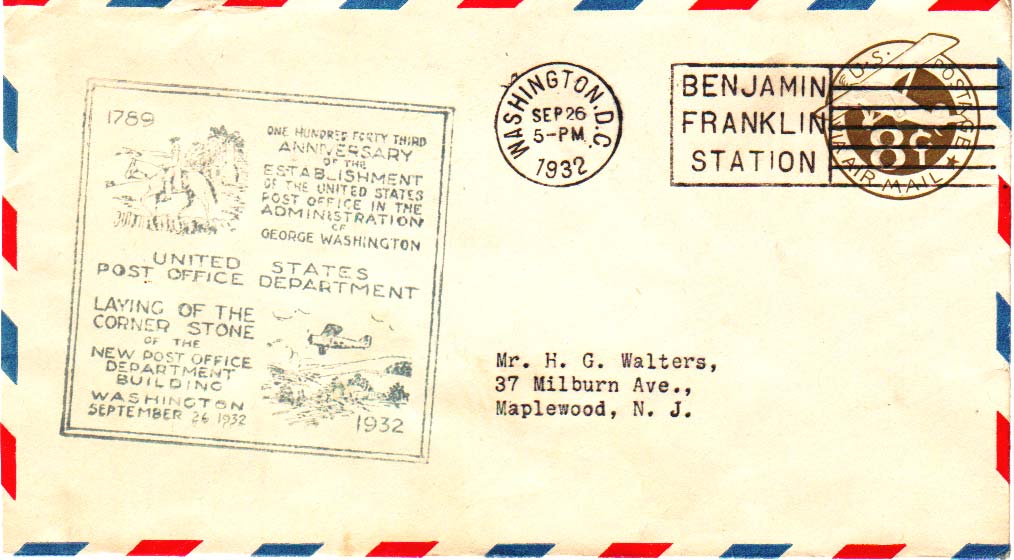 1789
ONE HUNDRED FORTY THIRD
ANNIVERSARY
OF THE
ESTABLISHMENT
OF THE UNITED STATES
POST OFFICE IN THE
ADMINISTRATION
OF
GEORGE WASHINGTON
UNITED STATES
POST OFFICE DEPARTMENT
LAYING OF THE
CORNER STONE
OF THE
NEW POST OFFICE
DEPARTMENT
BUILDING
WASHINGTON
SEPTEMBER 26 1932
1932
WASHINGTON, D.C.
SEP 26
5-PM
1932
BENJAMIN
FRANKLIN
STATION
U.S. POSTAGE
8¢
VIA AIR MAIL
Mr. H. G. Walters,
37 Milburn Ave.,
Maplewood, N. J.